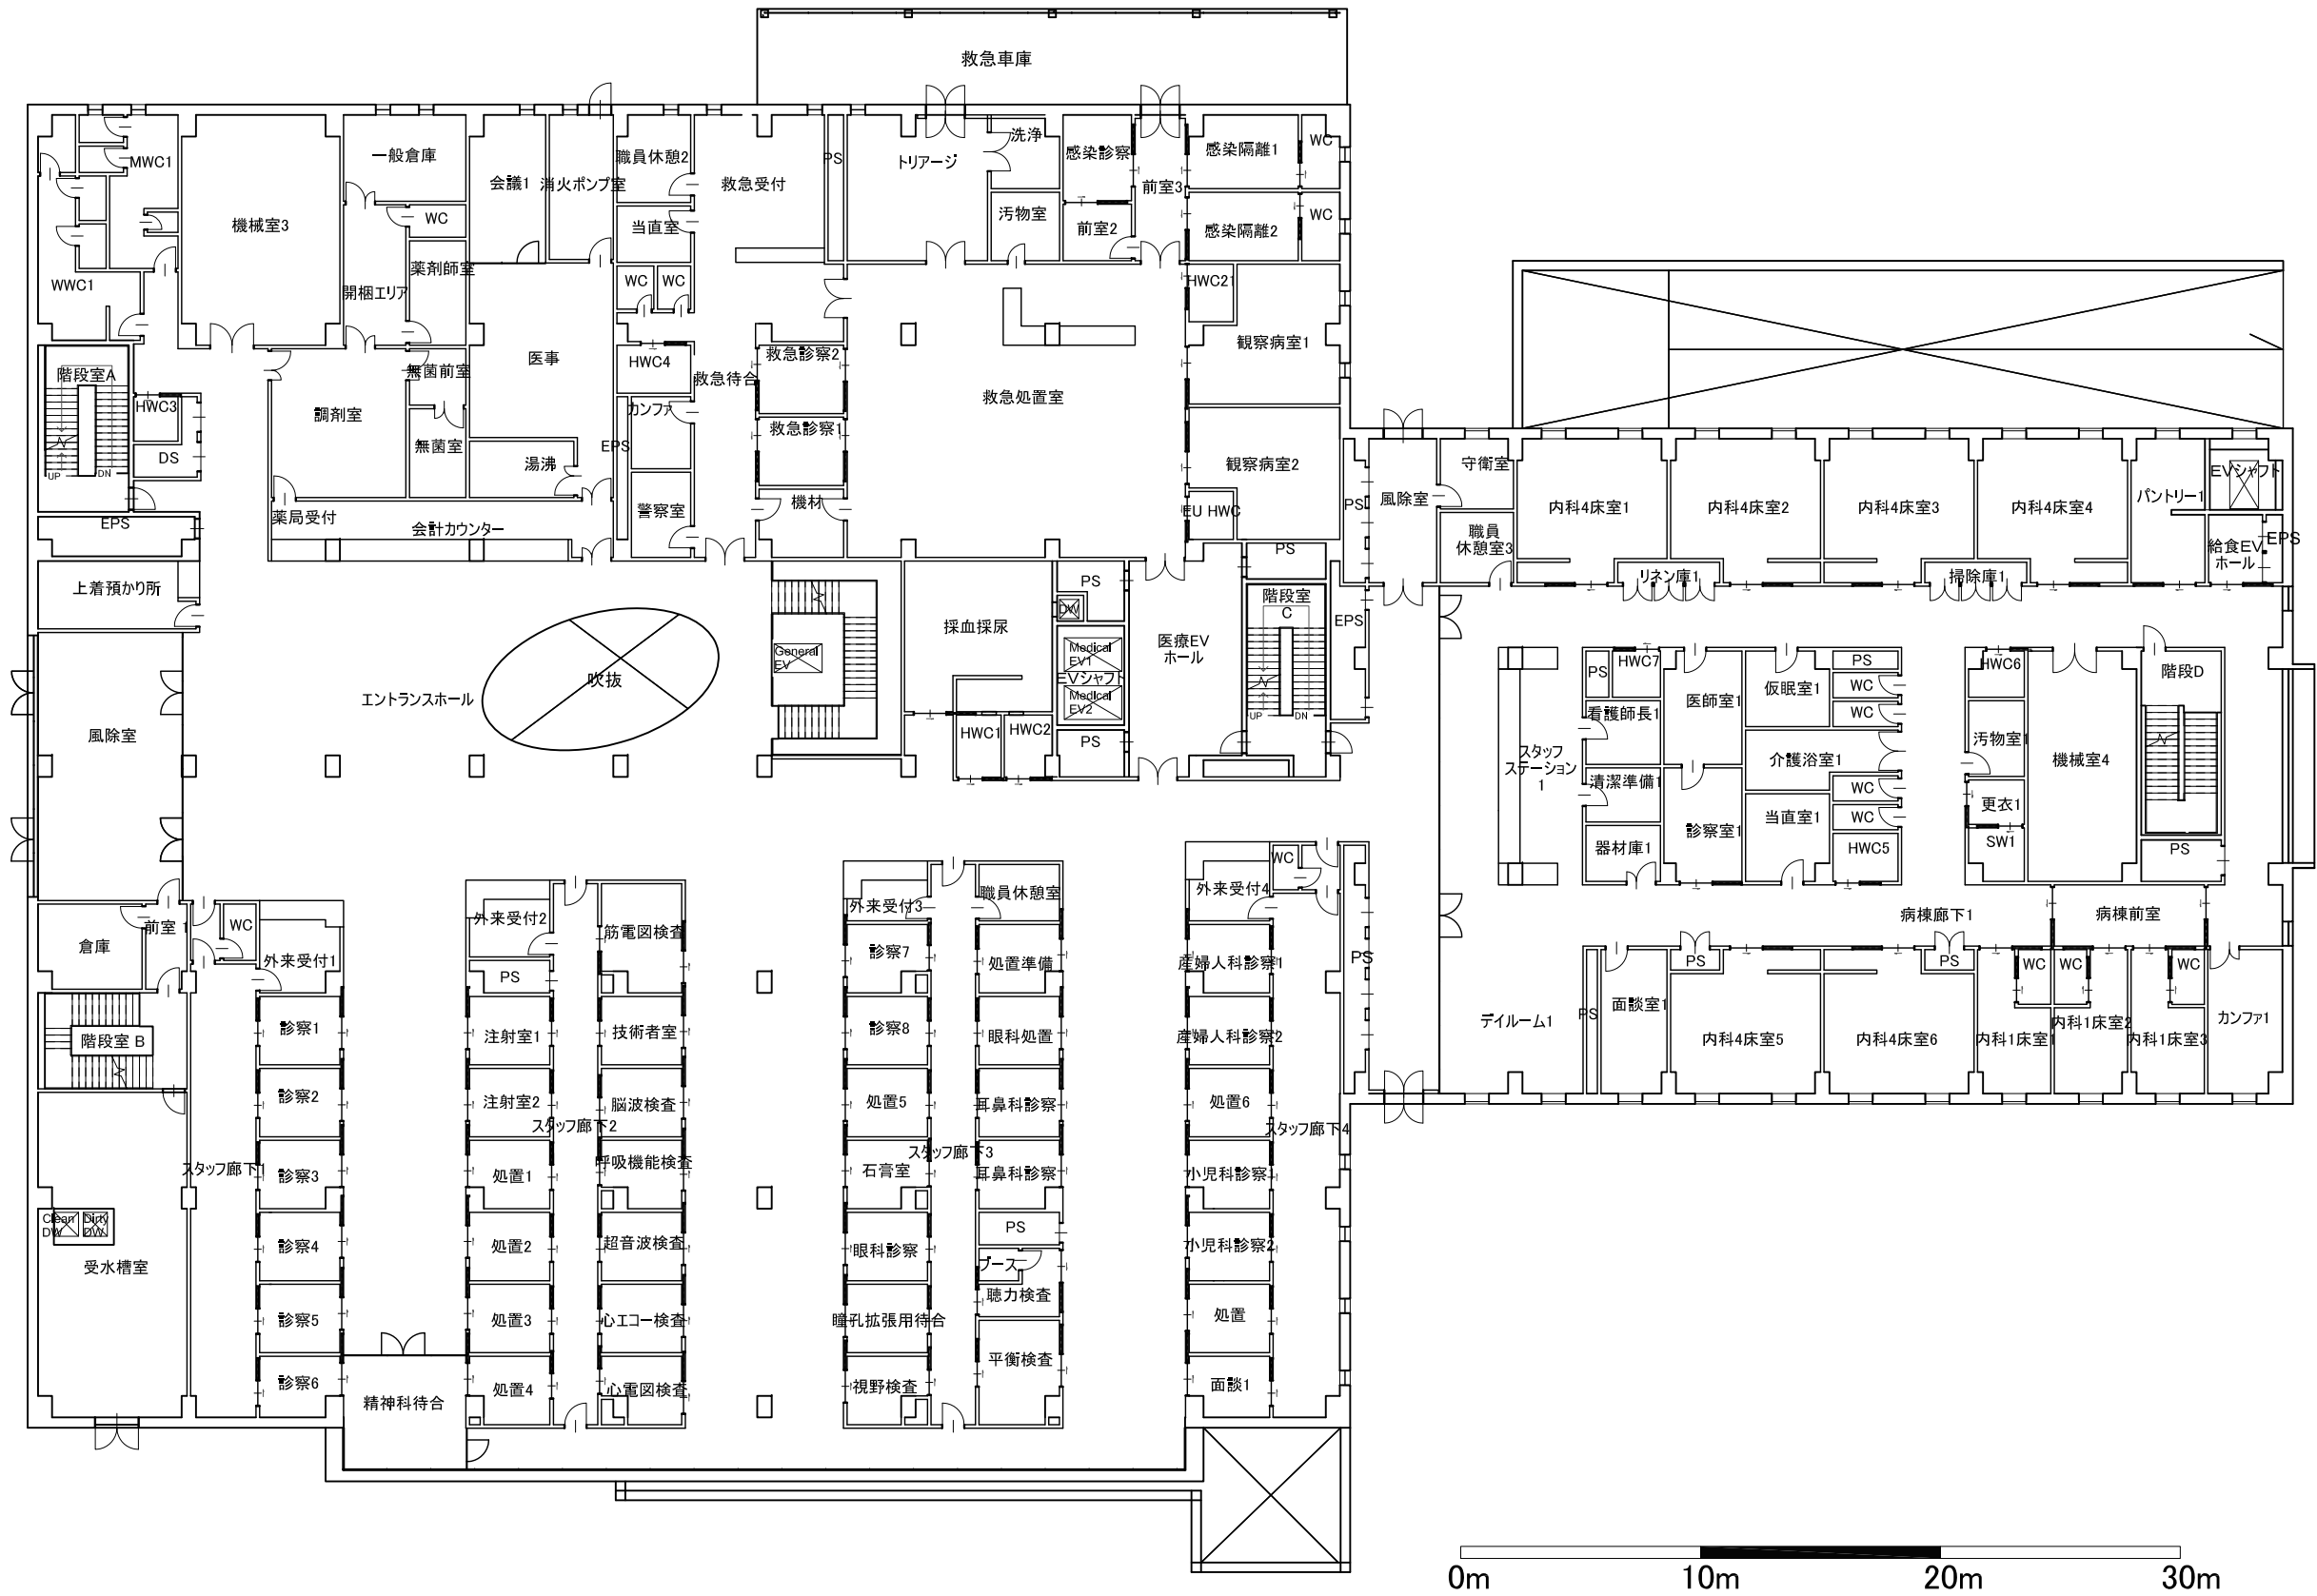 救急車庫
MWC1
一般倉庫
会議1
消火ポンプ室
職員休憩2
救急受付
PS
トリアージ
洗浄
感染診察
前室3
感染隔離1
WC
機械室3
WC
当直室
汚物室
前室2
感染隔離2
WC
WWC1
開梱エリア
薬剤師室
WC
WC
HWC21
階段室A
UP
DN
HWC3
DS
調剤室
無菌前室
無菌室
医事
湯沸
HWC4
カンファ
EPS
警察室
救急待合
救急診察2
救急診察1
機材
救急処置室
観察病室1
観察病室2
EU HWC
PS
風除室
守衛室
職員
休憩室3
内科4床室1
内科4床室2
内科4床室3
内科4床室4
パントリー1
EVシャフト
給食EV
ホール
EPS
リネン庫1
掃除庫1
EPS
薬局受付
会計カウンター
上着預かり所
風除室
エントランスホール
吹抜
General
EV
採血採尿
HWC1
HWC2
PS
DW
Medical
EV1
EVシャフト
Medical
EV2
PS
医療EV
ホール
PS
階段室
C
UP
DN
EPS
スタッフ
ステーション
1
PS
HWC7
看護師長1
清潔準備1
器材庫1
医師室1
診察室1
仮眠室1
介護浴室1
当直室1
PS
WC
WC
WC
WC
HWC5
HWC6
汚物室1
更衣1
SW1
機械室4
階段D
PS
病棟廊下1
病棟前室
倉庫
前室 1
WC
外来受付1
階段室 B
診察1
診察2
診察3
診察4
診察5
診察6
スタッフ廊下1
Clean
DW
Dirty
DW
受水槽室
精神科待合
外来受付2
PS
注射室1
注射室2
処置1
処置2
処置3
処置4
スタッフ廊下2
筋電図検査
技術者室
脳波検査
呼吸機能検査
超音波検査
心エコー検査
心電図検査
外来受付3
診察7
診察8
処置5
石膏室
眼科診察
瞳孔拡張用待合
視野検査
スタッフ廊下3
職員休憩室
処置準備
眼科処置
耳鼻科診察
耳鼻科診察
PS
ブース
聴力検査
平衡検査
外来受付4
WC
産婦人科診察1
産婦人科診察2
処置6
小児科診察1
小児科診察2
処置
面談1
スタッフ廊下4
PS
デイルーム1
PS
面談室1
PS
内科4床室5
内科4床室6
PS
内科1床室1
WC
WC
内科1床室2
内科1床室3
WC
カンファ1
0m
10m
20m
30m